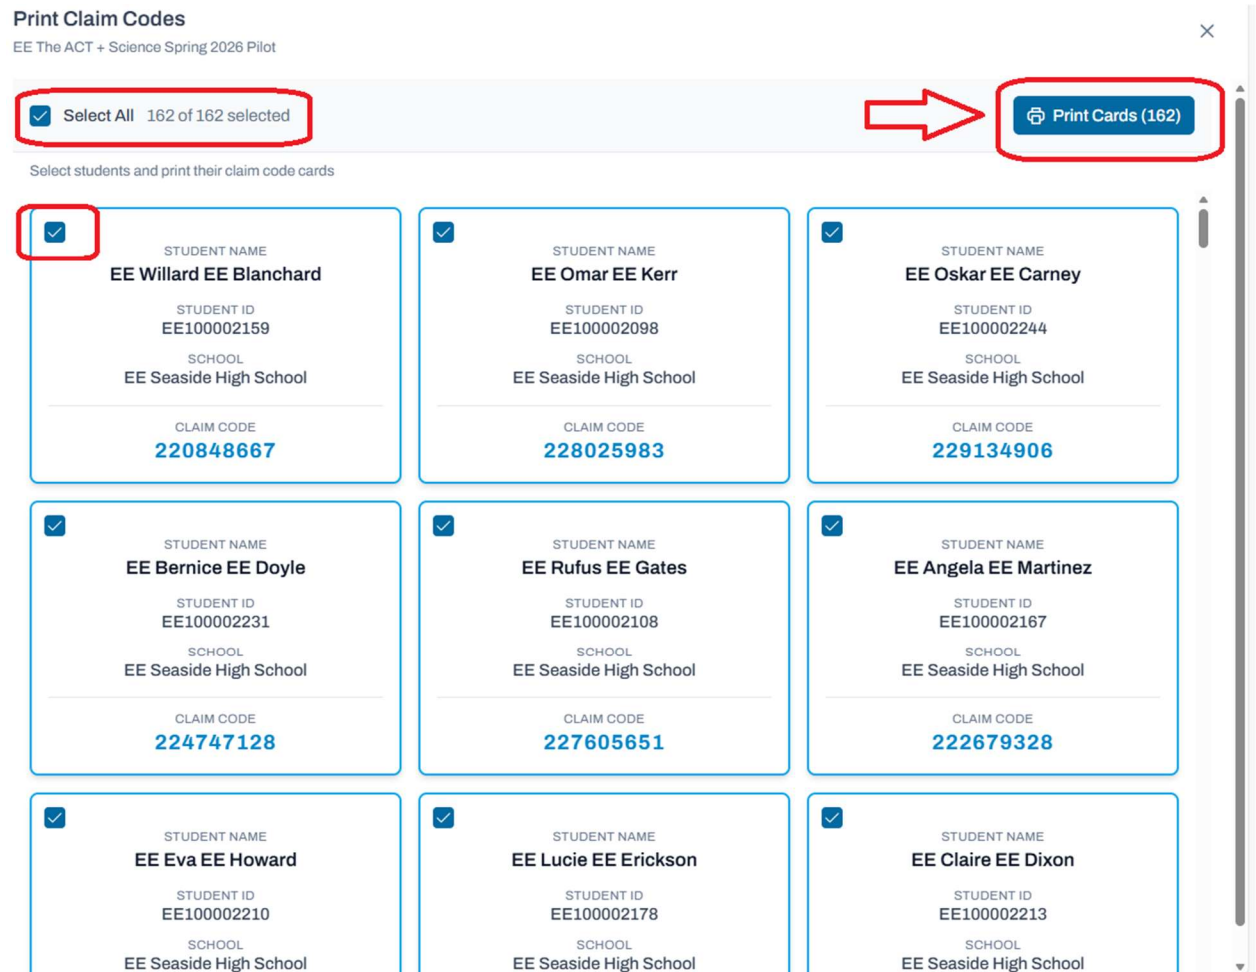 Print Claim Codes
EE The ACT + Science Spring 2026 Pilot
Select All 162 of 162 selected
Print Cards (162)
Select students and print their claim code cards
STUDENT NAME
EE Willard EE Blanchard
STUDENT ID
EE100002159
SCHOOL
EE Seaside High School
CLAIM CODE
220848667
STUDENT NAME
EE Omar EE Kerr
STUDENT ID
EE100002098
SCHOOL
EE Seaside High School
CLAIM CODE
228025983
STUDENT NAME
EE Oskar EE Carney
STUDENT ID
EE100002244
SCHOOL
EE Seaside High School
CLAIM CODE
229134906
STUDENT NAME
EE Bernice EE Doyle
STUDENT ID
EE100002231
SCHOOL
EE Seaside High School
CLAIM CODE
224747128
STUDENT NAME
EE Rufus EE Gates
STUDENT ID
EE100002108
SCHOOL
EE Seaside High School
CLAIM CODE
227605651
STUDENT NAME
EE Angela EE Martinez
STUDENT ID
EE100002167
SCHOOL
EE Seaside High School
CLAIM CODE
222679328
STUDENT NAME
EE Eva EE Howard
STUDENT ID
EE100002210
SCHOOL
EE Seaside High School
STUDENT NAME
EE Lucie EE Erickson
STUDENT ID
EE100002178
SCHOOL
EE Seaside High School
STUDENT NAME
EE Claire EE Dixon
STUDENT ID
EE100002213
SCHOOL
EE Seaside High School